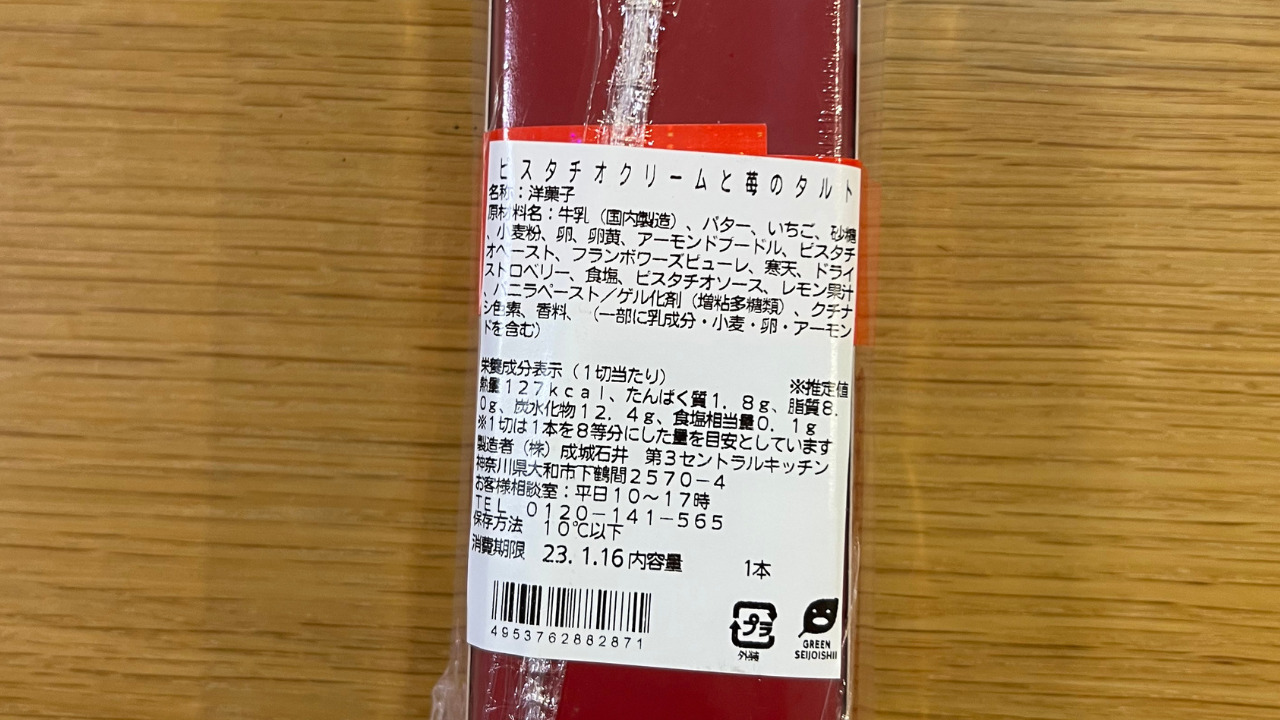 ピスタチオクリームと苺のタルト
名称：洋菓子
原材料名：牛乳（国内製造）、バター、いちご、砂糖
、小麦粉、卵、卵黄、アーモンドプードル、ピスタチ
オペースト、フランボワーズピューレ、寒天、ドライ
ストロベリー、食塩、ピスタチオソース、レモン果汁
、バニラペースト／ゲル化剤（増粘多糖類）、クチナ
シ色素、香料、（一部に乳成分・小麦・卵・アーモン
ドを含む）
栄養成分表示（１切当たり）
※推定値
熱量１２７ｋｃａｌ、たんぱく質１．８ｇ、脂質８．
０ｇ、炭水化物１２．４ｇ、食塩相当量０．１ｇ
※１切は１本を８等分にした量を目安としています
製造者（株）成城石井　第３セントラルキッチン
神奈川県大和市下鶴間２５７０－４
お客様相談室：平日１０～１７時
ＴＥＬ　０１２０－１４１－５６５
保存方法　１０℃以下
消費期限　23. 1.16 内容量　1本
4953762882871
プラ
外装
GREEN
SEIJOISHII